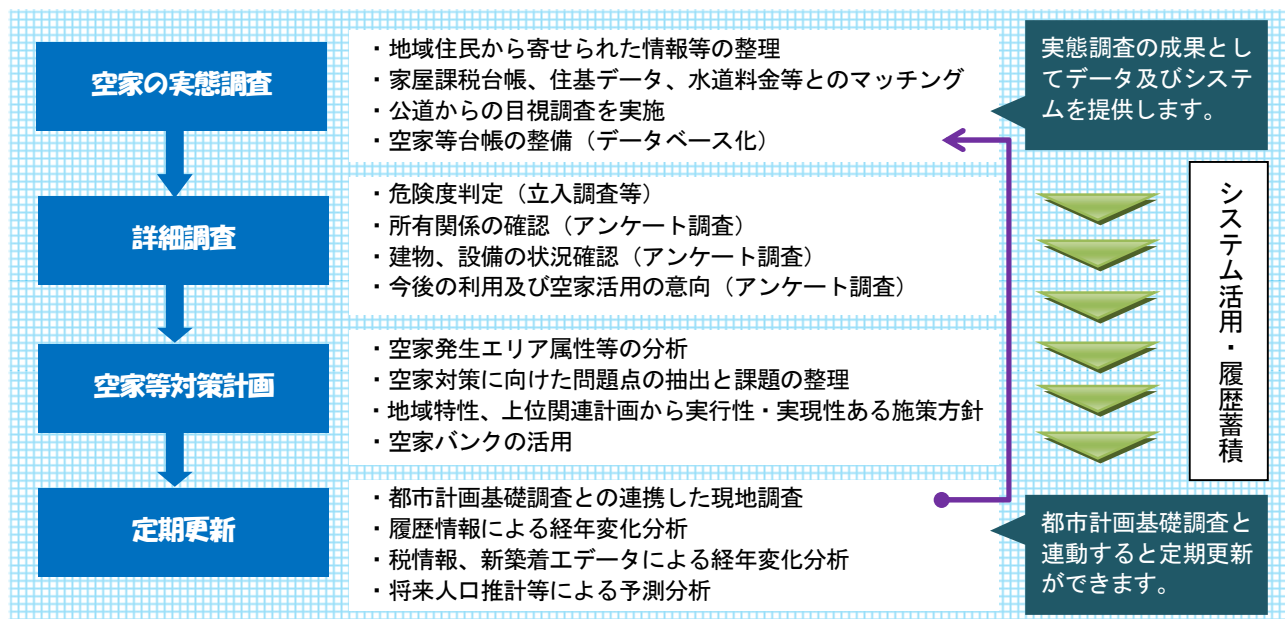 空家の実態調査
・地域住民から寄せられた情報等の整理
・家屋課税台帳、住基データ、水道料金等とのマッチング
・公道からの目視調査を実施
・空家等台帳の整備（データベース化）
実態調査の成果とし
てデータ及びシステ
ムを提供します。
詳細調査
・危険度判定（立入調査等）
・所有関係の確認（アンケート調査）
・建物、設備の状況確認（アンケート調査）
・今後の利用及び空家活用の意向（アンケート調査）
システム活用・履歴蓄積
空家等対策計画
・空家発生エリア属性等の分析
・空家対策に向けた問題点の抽出と課題の整理
・地域特性、上位関連計画から実行性・実現性ある施策方針
・空家バンクの活用
定期更新
・都市計画基礎調査との連携した現地調査
・履歴情報による経年変化分析
・税情報、新築着工データによる経年変化分析
・将来人口推計等による予測分析
都市計画基礎調査と
連動すると定期更新
ができます。